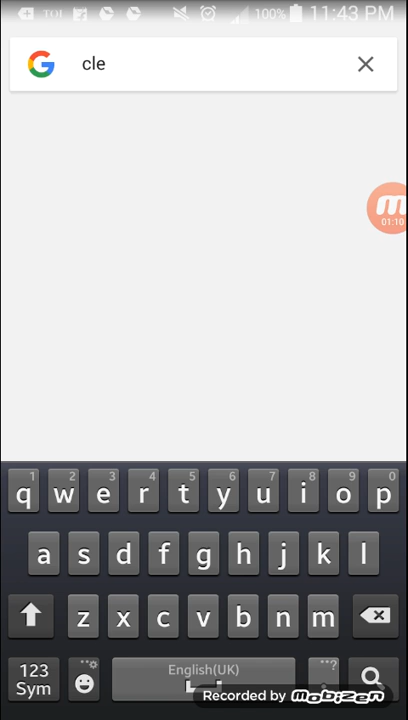 TOI 100% 11:43 PM
G cle
m
01:10
1 2 3 4 5 6 7 8 9 0
q w e r t y u i o p
a s d f g h j k l
z x c v b n m
123 English(UK) ?
Sym
Recorded by mobizen